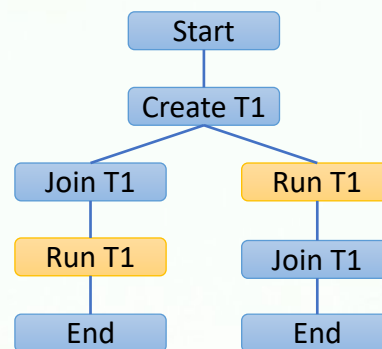 Start
Create T1
Join T1
Run T1
Run T1
Join T1
End
End